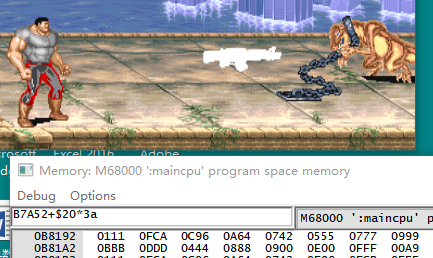 rosoft Excel 2016 Adobe
Memory: M68000 ':maincpu' program space memory
Debug Options
B7A52+$20*3a M68000 ':maincpu' p
0B8192 0111 0FCA 0C96 0A64 0742 0555 0777 0999
0B81A2 0BBB 0DDD 0444 0888 0900 0E00 0FFF 00A9